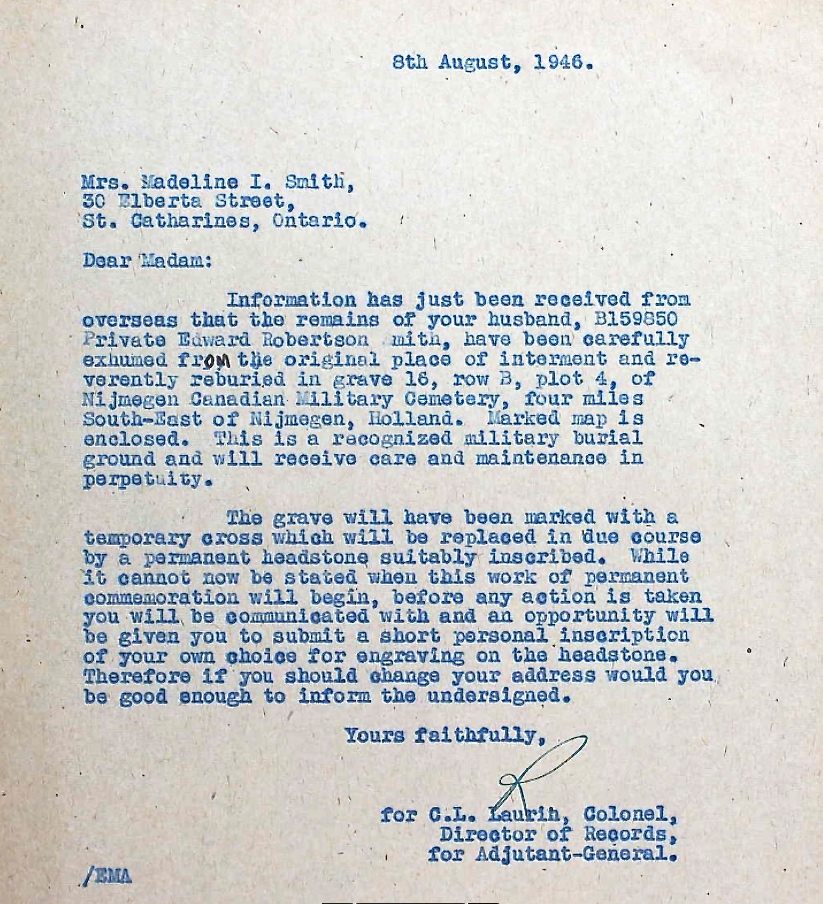 8th August, 1946.
Mrs. Madeline I. Smith,
30 Elberta Street,
St. Catharines, Ontario.
Dear Madam:
Information has just been received from
overseas that the remains of your husband, B159850
Private Edward Robertson  mith, have been carefully
exhumed from the original place of interment and re-
verently reburied in grave 16, row B, plot 4, of
Nijmegen Canadian Military Cemetery, four miles
South-East of Nijmegen, Holland. Marked map is
enclosed. This is a recognized military burial
ground and will receive care and maintenance in
perpetuity.
The grave will have been marked with a
temporary cross which will be replaced in due course
by a permanent headstone suitably inscribed. While
it cannot now be stated when this work of permanent
commemoration will begin, before any action is taken
you will be communicated with and an opportunity will
be given you to submit a short personal inscription
of your own choice for engraving on the headstone.
Therefore if you should change your address would you
be good enough to inform the undersigned.
Yours faithfully,
for C.L. Laurin, Colonel,
Director of Records,
for Adjutant-General.
/EMA